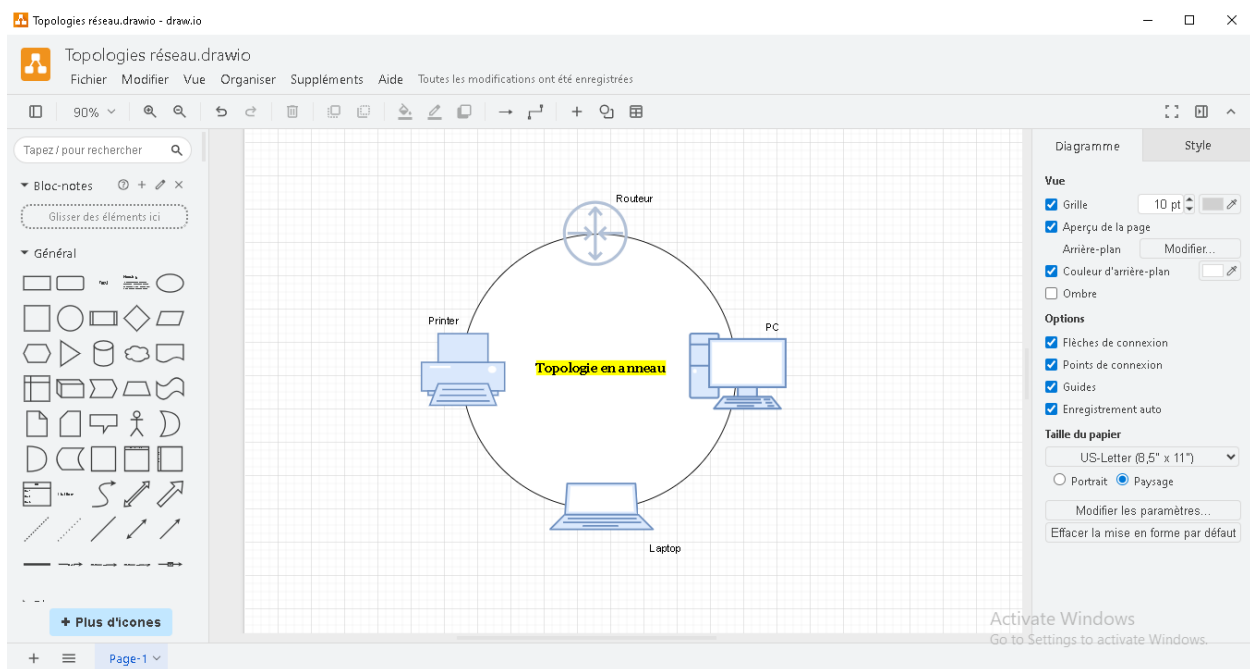 Topologies réseau.drawio - draw.io
Topologies réseau.drawio
Fichier Modifier Vue Organiser Suppléments Aide Toutes les modifications ont été enregistrées
90%
Tapez / pour rechercher
Bloc-notes
Glisser des éléments ici
Général
Text
Heading
+ Plus d'icones
Page-1
Routeur
Printer
PC
Topologie en anneau
Laptop
Diagramme Style
Vue
Grille 10 pt
Aperçu de la page
Arrière-plan Modifier...
Couleur d'arrière-plan
Ombre
Options
Flèches de connexion
Points de connexion
Guides
Enregistrement auto
Taille du papier
US-Letter (8,5" x 11")
Portrait Paysage
Modifier les paramètres...
Effacer la mise en forme par défaut
Activate Windows
Go to Settings to activate Windows.